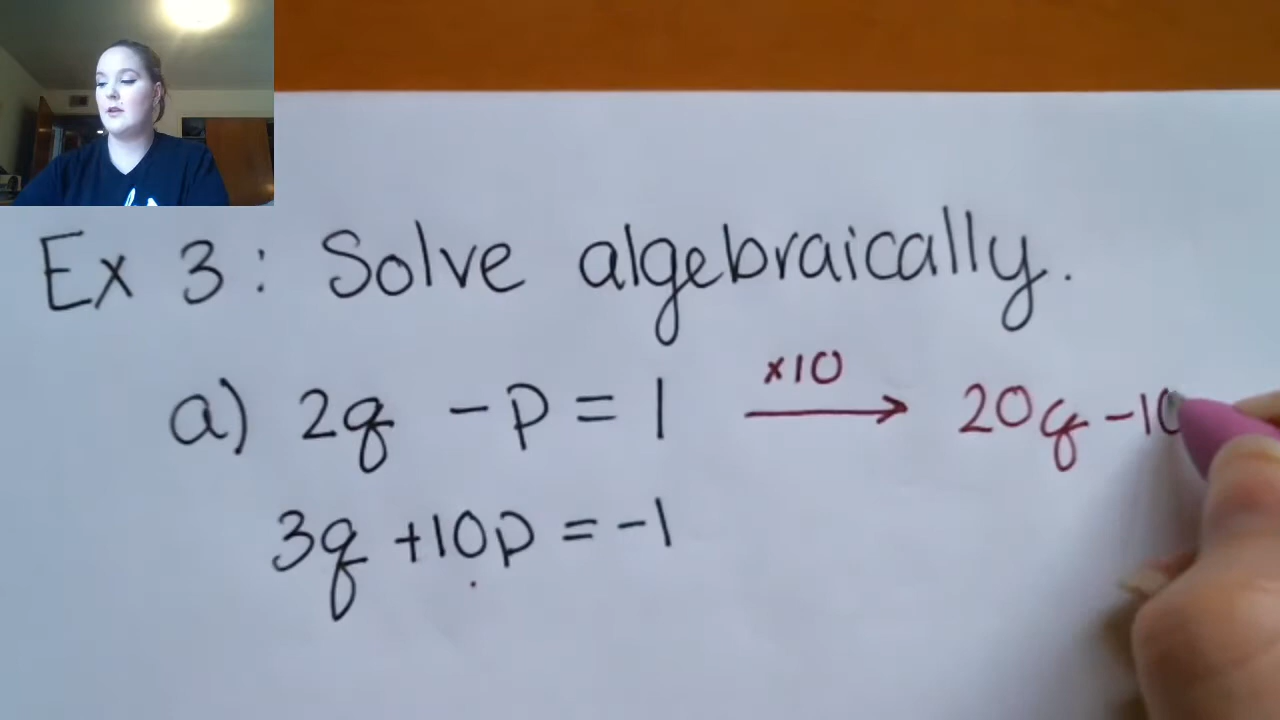 Ex 3: Solve algebraically.
×10
a) 2q - p = 1 → 20q - 10
3q + 10p = -1